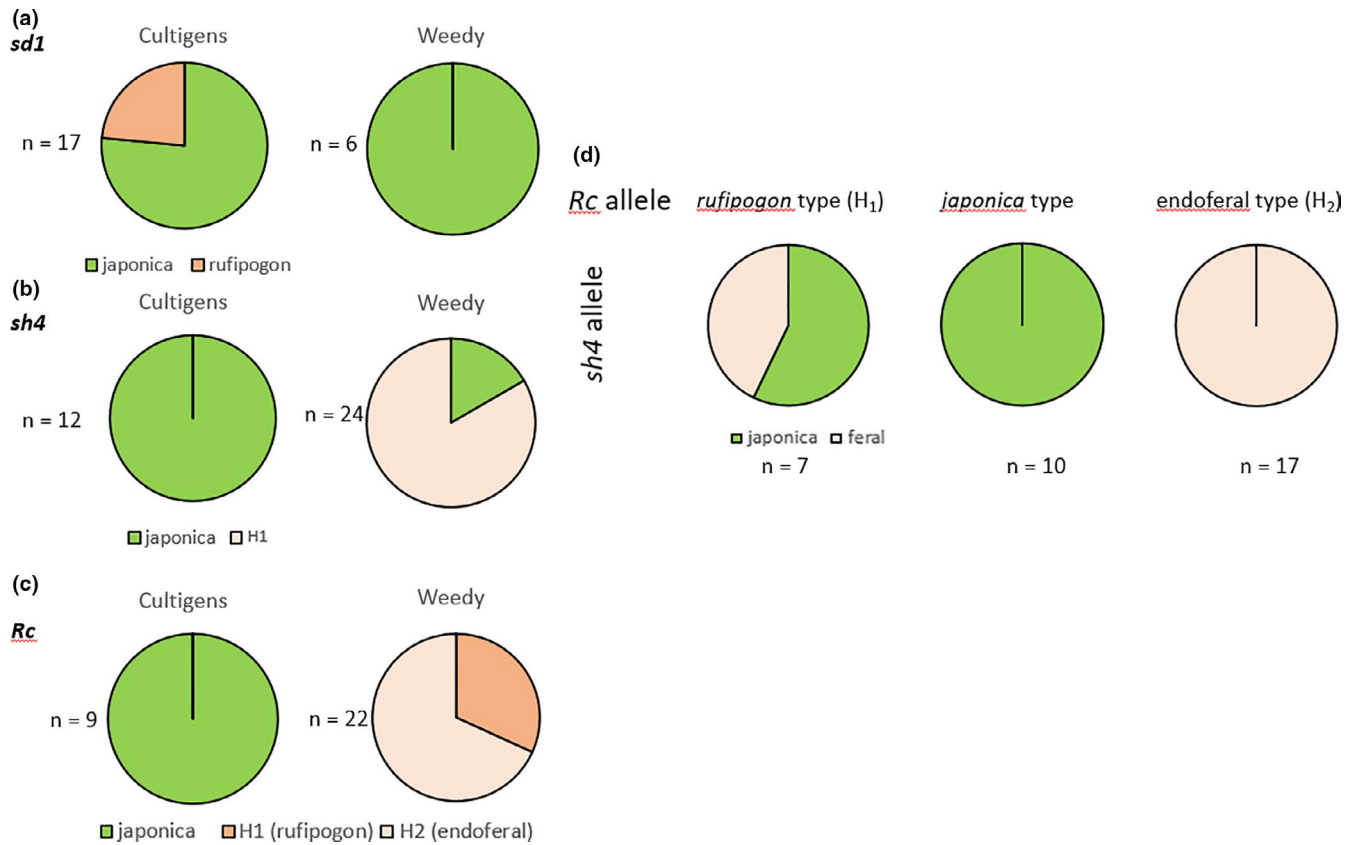 (a)
sd1
Cultigens
Weedy
n = 17
n = 6
japonica rufipogon
(b)
sh4
Cultigens
Weedy
n = 12
n = 24
japonica H1
(c)
Rc
Cultigens
Weedy
n = 9
n = 22
japonica H1 (rufipogon) H2 (endoferal)
(d)
Rc allele
rufipogon type (H₁)
japonica type
endoferal type (H₂)
sh4 allele
japonica feral
n = 7
n = 10
n = 17